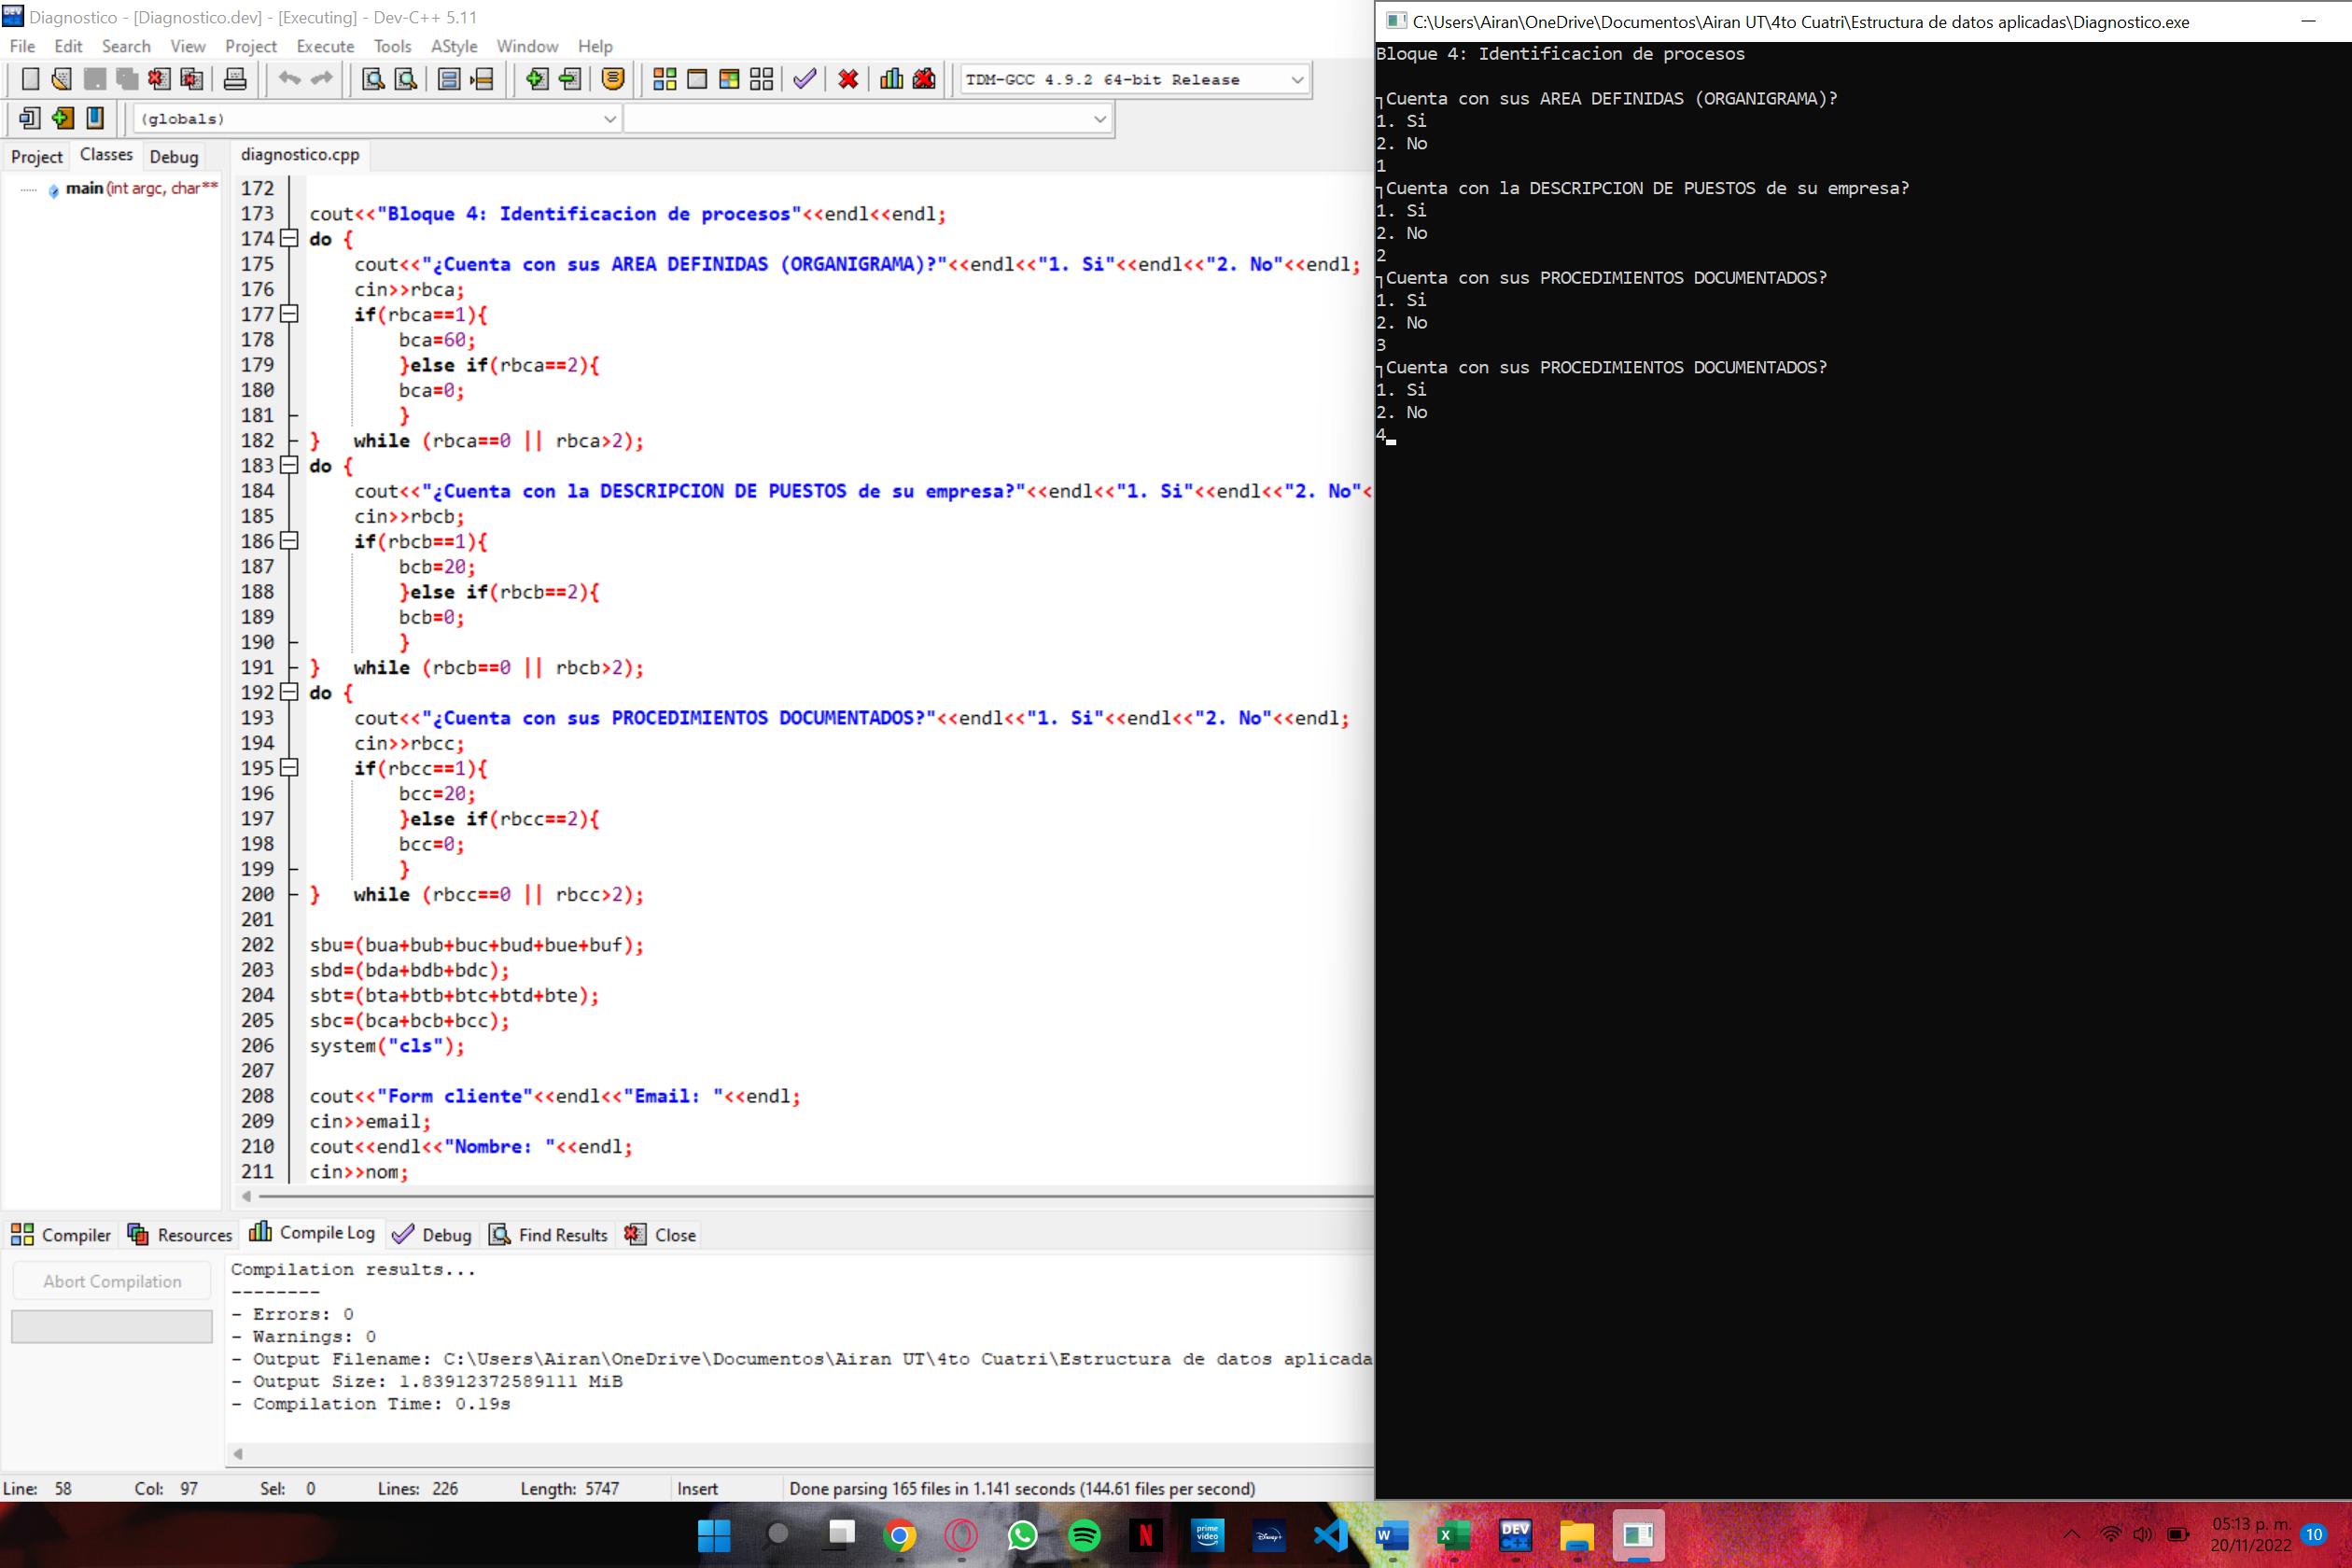 Diagnostico - [Diagnostico.dev] - [Executing] - Dev-C++ 5.11
File Edit Search View Project Execute Tools AStyle Window Help
TDM-GCC 4.9.2 64-bit Release
(globals)
Project Classes Debug
main (int argc, char**
diagnostico.cpp
172
173 cout<<"Bloque 4: Identificacion de procesos"<<endl<<endl;
174 do {
175 cout<<"¿Cuenta con sus AREA DEFINIDAS (ORGANIGRAMA)?"<<endl<<"1. Si"<<endl<<"2. No"<<endl;
176 cin>>rbca;
177 if(rbca==1){
178 bca=60;
179 }else if(rbca==2){
180 bca=0;
181 }
182 } while (rbca==0 || rbca>2);
183 do {
184 cout<<"¿Cuenta con la DESCRIPCION DE PUESTOS de su empresa?"<<endl<<"1. Si"<<endl<<"2. No"<
185 cin>>rbcb;
186 if(rbcb==1){
187 bcb=20;
188 }else if(rbcb==2){
189 bcb=0;
190 }
191 } while (rbcb==0 || rbcb>2);
192 do {
193 cout<<"¿Cuenta con sus PROCEDIMIENTOS DOCUMENTADOS?"<<endl<<"1. Si"<<endl<<"2. No"<<endl;
194 cin>>rbcc;
195 if(rbcc==1){
196 bcc=20;
197 }else if(rbcc==2){
198 bcc=0;
199 }
200 } while (rbcc==0 || rbcc>2);
201
202 sbu=(bua+bub+buc+bud+bue+buf);
203 sbd=(bda+bdb+bdc);
204 sbt=(bta+btb+btc+btd+bte);
205 sbc=(bca+bcb+bcc);
206 system("cls");
207
208 cout<<"Form cliente"<<endl<<"Email: "<<endl;
209 cin>>email;
210 cout<<endl<<"Nombre: "<<endl;
211 cin>>nom;
Compiler Resources Compile Log Debug Find Results Close
Abort Compilation
Compilation results...
--------
- Errors: 0
- Warnings: 0
- Output Filename: C:\Users\Airan\OneDrive\Documentos\Airan UT\4to Cuatri\Estructura de datos aplicada
- Output Size: 1.83912372589111 MiB
- Compilation Time: 0.19s
Line: 58 Col: 97 Sel: 0 Lines: 226 Length: 5747 Insert Done parsing 165 files in 1.141 seconds (144.61 files per second)
C:\Users\Airan\OneDrive\Documentos\Airan UT\4to Cuatri\Estructura de datos aplicadas\Diagnostico.exe
Bloque 4: Identificacion de procesos
┐Cuenta con sus AREA DEFINIDAS (ORGANIGRAMA)?
1. Si
2. No
1
┐Cuenta con la DESCRIPCION DE PUESTOS de su empresa?
1. Si
2. No
2
┐Cuenta con sus PROCEDIMIENTOS DOCUMENTADOS?
1. Si
2. No
3
┐Cuenta con sus PROCEDIMIENTOS DOCUMENTADOS?
1. Si
2. No
4
prime video
Disney+
W
X
DEV C++
05:13 p. m.
20/11/2022
10